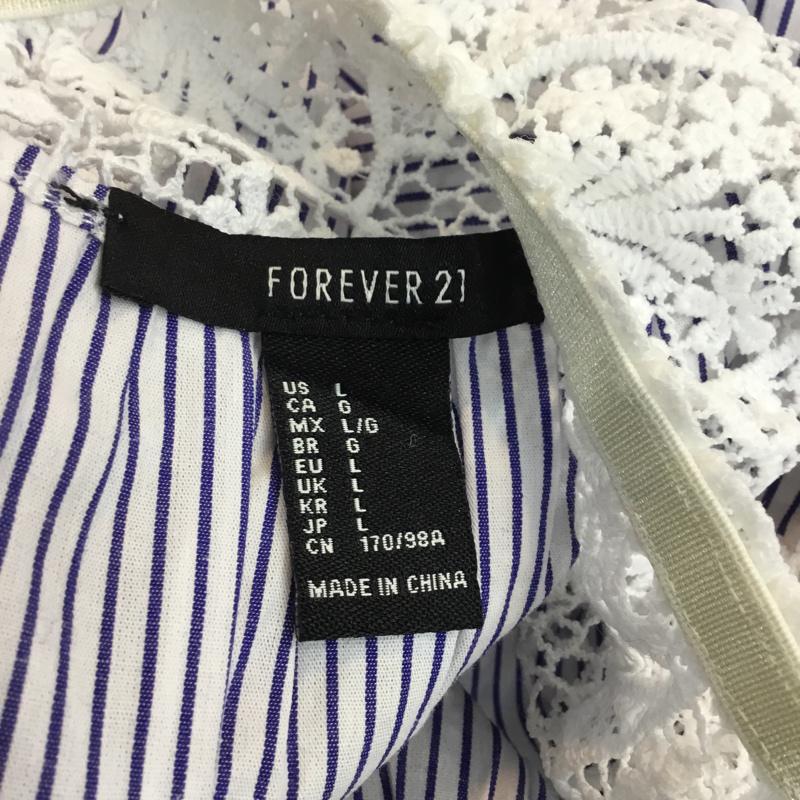 FOREVER 21
US L
CA G
MX L/G
BR G
EU L
UK L
KR L
JP L
CN 170/98A
MADE IN CHINA